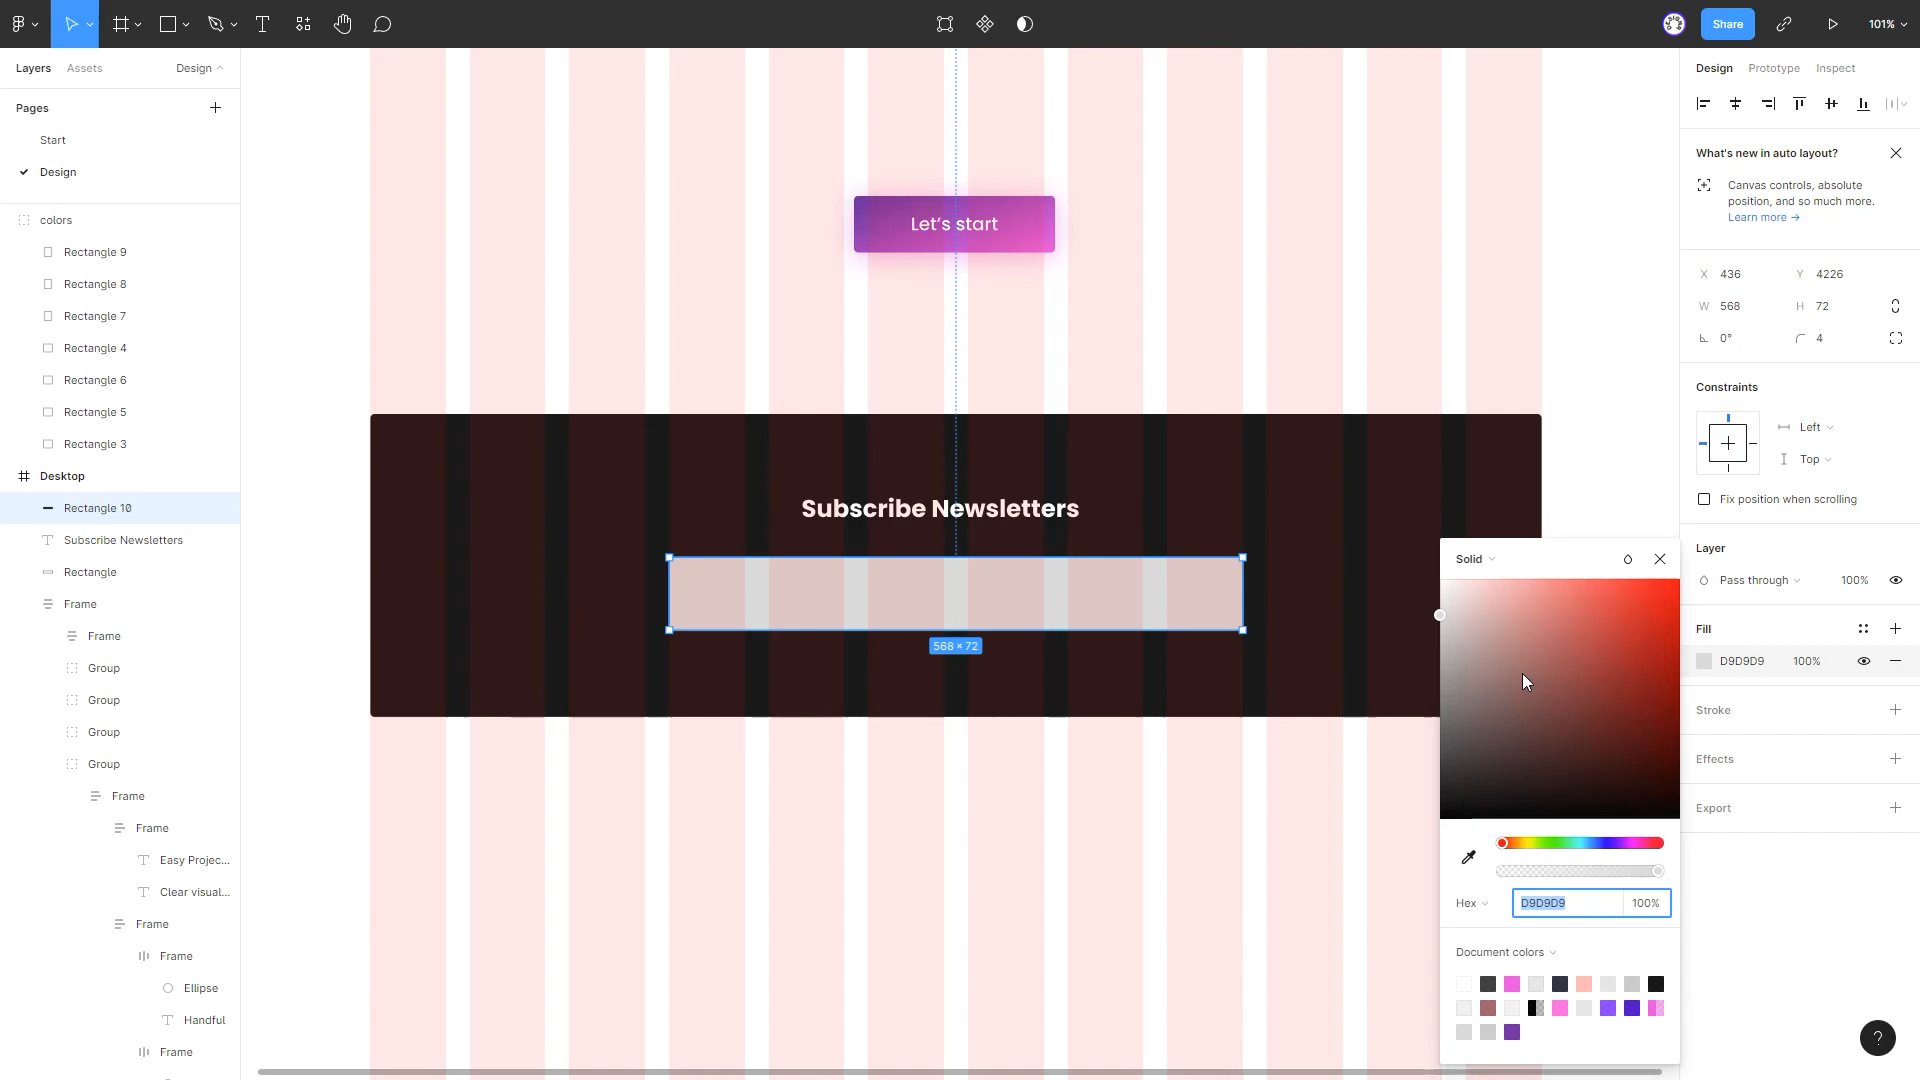 Share
101%
Layers
Assets
Design
Pages
Start
Design
colors
Rectangle 9
Rectangle 8
Rectangle 7
Rectangle 4
Rectangle 6
Rectangle 5
Rectangle 3
Desktop
Rectangle 10
Subscribe Newsletters
Rectangle
Frame
Frame
Group
Group
Group
Group
Frame
Frame
Easy Projec...
Clear visual...
Frame
Frame
Ellipse
Handful
Frame
Let's start
Subscribe Newsletters
568 × 72
Solid
Hex
D9D9D9
100%
Document colors
Design
Prototype
Inspect
What's new in auto layout?
Canvas controls, absolute
position, and so much more.
Learn more →
X 436
Y 4226
W 568
H 72
0°
4
Constraints
Left
Top
Fix position when scrolling
Layer
Pass through
100%
Fill
D9D9D9
100%
Stroke
Effects
Export
?